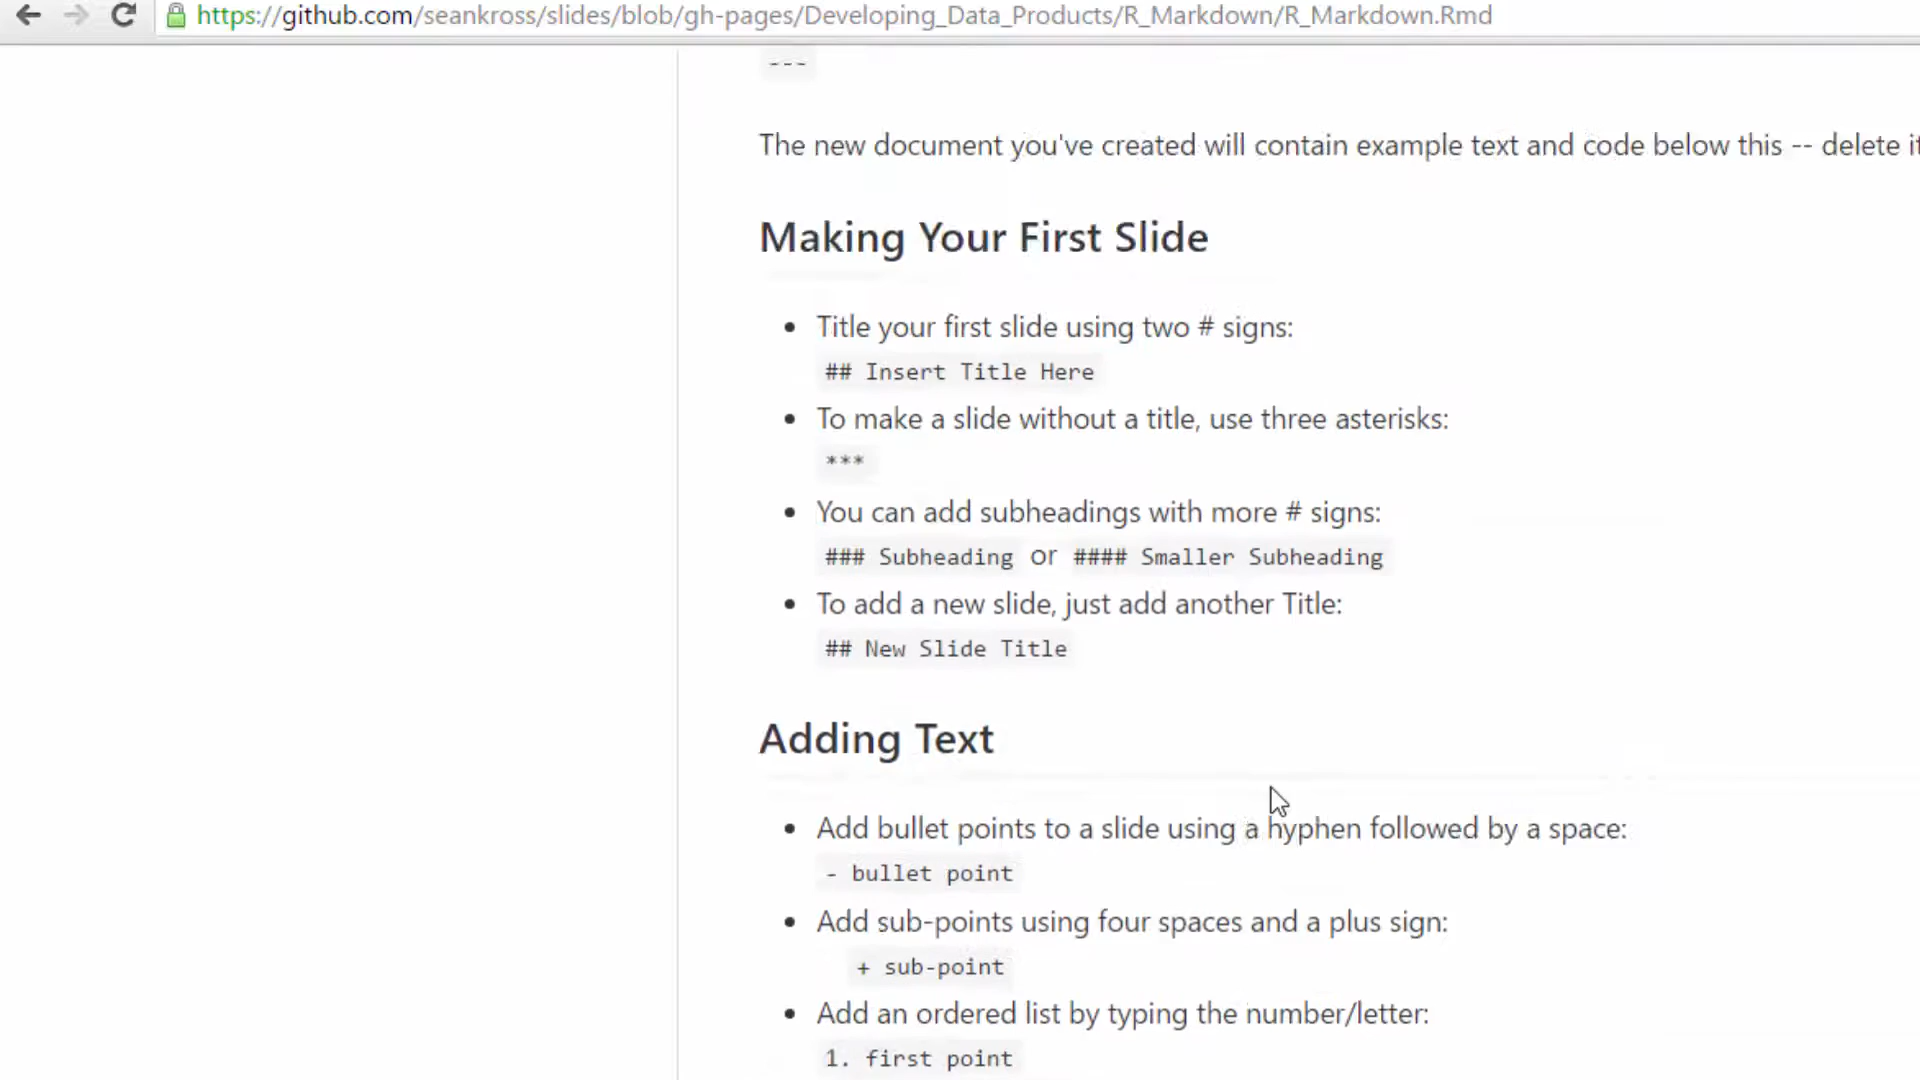 https://github.com/seankross/slides/blob/gh-pages/Developing_Data_Products/R_Markdown/R_Markdown.Rmd
---
The new document you've created will contain example text and code below this -- delete it
Making Your First Slide
• Title your first slide using two # signs:
## Insert Title Here
• To make a slide without a title, use three asterisks:
***
• You can add subheadings with more # signs:
### Subheading or #### Smaller Subheading
• To add a new slide, just add another Title:
## New Slide Title
Adding Text
• Add bullet points to a slide using a hyphen followed by a space:
- bullet point
• Add sub-points using four spaces and a plus sign:
+ sub-point
• Add an ordered list by typing the number/letter:
1. first point